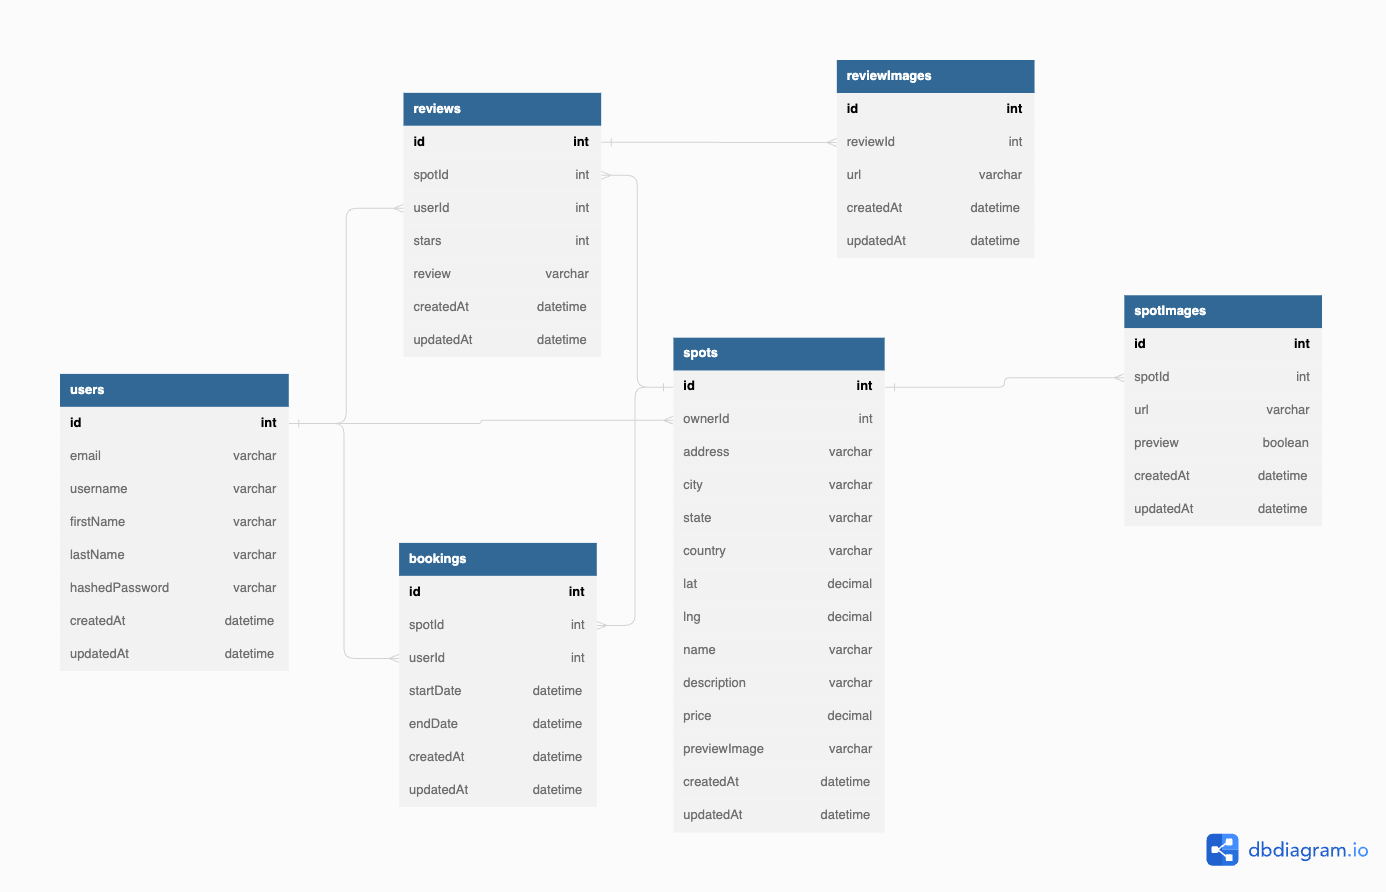 reviewImages
id int
reviewId int
url varchar
createdAt datetime
updatedAt datetime
reviews
id int
spotId int
userId int
stars int
review varchar
createdAt datetime
updatedAt datetime
spotImages
id int
spotId int
url varchar
preview boolean
createdAt datetime
updatedAt datetime
spots
id int
ownerId int
address varchar
city varchar
state varchar
country varchar
lat decimal
lng decimal
name varchar
description varchar
price decimal
previewImage varchar
createdAt datetime
updatedAt datetime
users
id int
email varchar
username varchar
firstName varchar
lastName varchar
hashedPassword varchar
createdAt datetime
updatedAt datetime
bookings
id int
spotId int
userId int
startDate datetime
endDate datetime
createdAt datetime
updatedAt datetime
dbdiagram.io